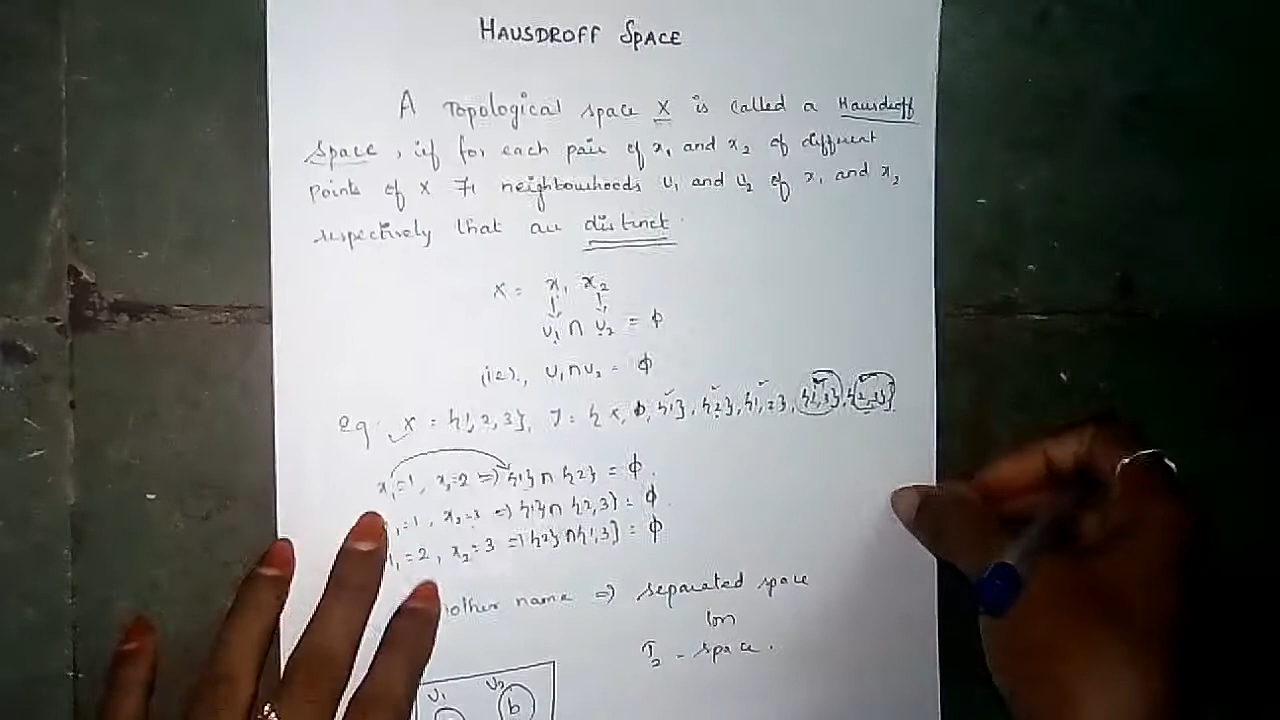 HAUSDROFF SPACE
A Topological space X is called a Hausdroff
Space, if for each pair of x₁ and x₂ of different
points of X ∃ neighbourhoods U₁ and U₂ of x₁ and x₂
respectively that are distinct.
X = x₁ x₂
↓ ↓
U₁ ∩ U₂ = ϕ
(ie)., U₁∩U₂ = ϕ
eg: X = {1,2,3}, J = { X, ϕ, {1}, {2}, {1,2}, {1,3}, {2,3}}
x₁=1, x₂=2 ⇒ {1} ∩ {2} = ϕ.
₁=1, x₂=3 ⇒ {1} ∩ {2,3} = ϕ
₁=2, x₂=3 ⇒ {2} ∩ {1,3} = ϕ
other name ⇒ separated space
(or)
T₂ - space.
U₁ U₂
b